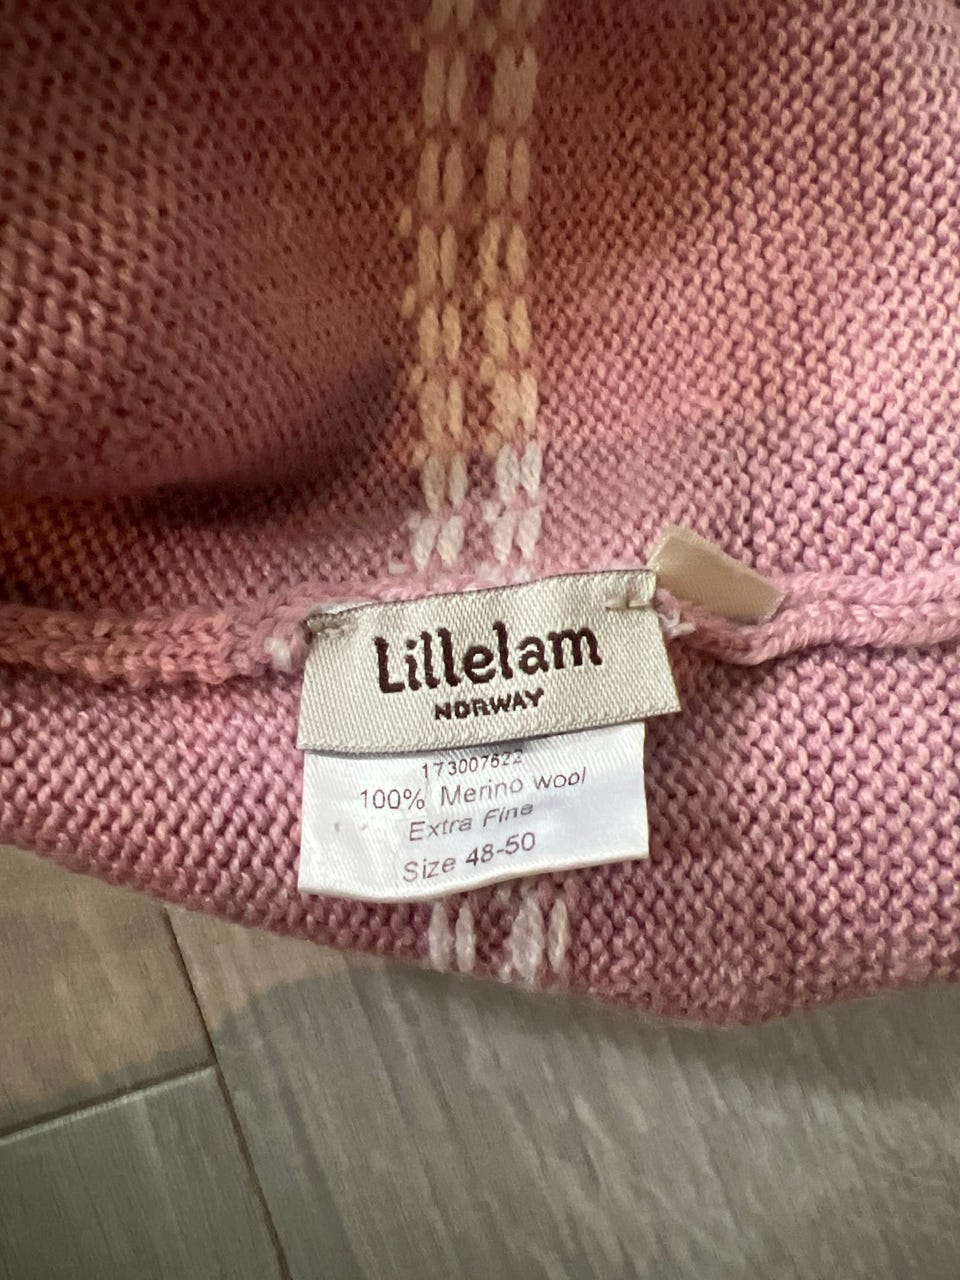 Lillelam
NORWAY
173007622
100% Merino wool
Extra Fine
Size 48-50